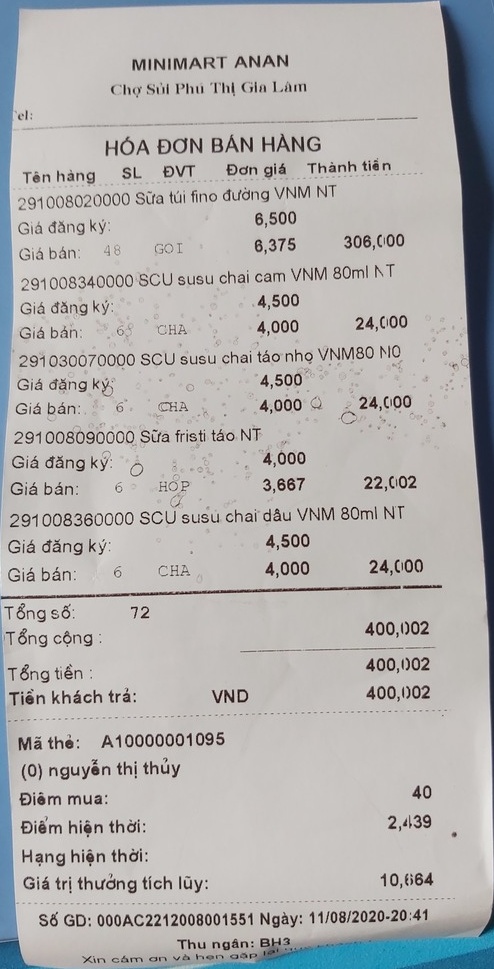 MINIMART ANAN
Chợ Sủi Phú Thị Gia Lâm
Tel:
HÓA ĐƠN BÁN HÀNG
Tên hàng SL ĐVT Đơn giá Thành tiền
291008020000 Sữa túi fino đường VNM NT
Giá đăng ký: 6,500
Giá bán: 48 GOI 6,375 306,000
291008340000 SCU susu chai cam VNM 80ml NT
Giá đăng ký: 4,500
Giá bán: 6 CHA 4,000 24,000
291030070000 SCU susu chai táo nho VNM80 N0
Giá đăng ký: 4,500
Giá bán: 6 CHA 4,000 24,000
291008090000 Sữa fristi táo NT
Giá đăng ký: 4,000
Giá bán: 6 HỘP 3,667 22,002
291008360000 SCU susu chai dâu VNM 80ml NT
Giá đăng ký: 4,500
Giá bán: 6 CHA 4,000 24,000
Tổng số: 72
Tổng cộng : 400,002
Tổng tiền : 400,002
Tiền khách trả: VND 400,002
Mã thẻ: A10000001095
(0) nguyễn thị thủy
Điểm mua: 40
Điểm hiện thời: 2,439
Hạng hiện thời:
Giá trị thưởng tích lũy: 10,664
Số GD: 000AC2212008001551 Ngày: 11/08/2020-20:41
Thu ngân: BH3
Xin cám ơn và hẹn gặp lại